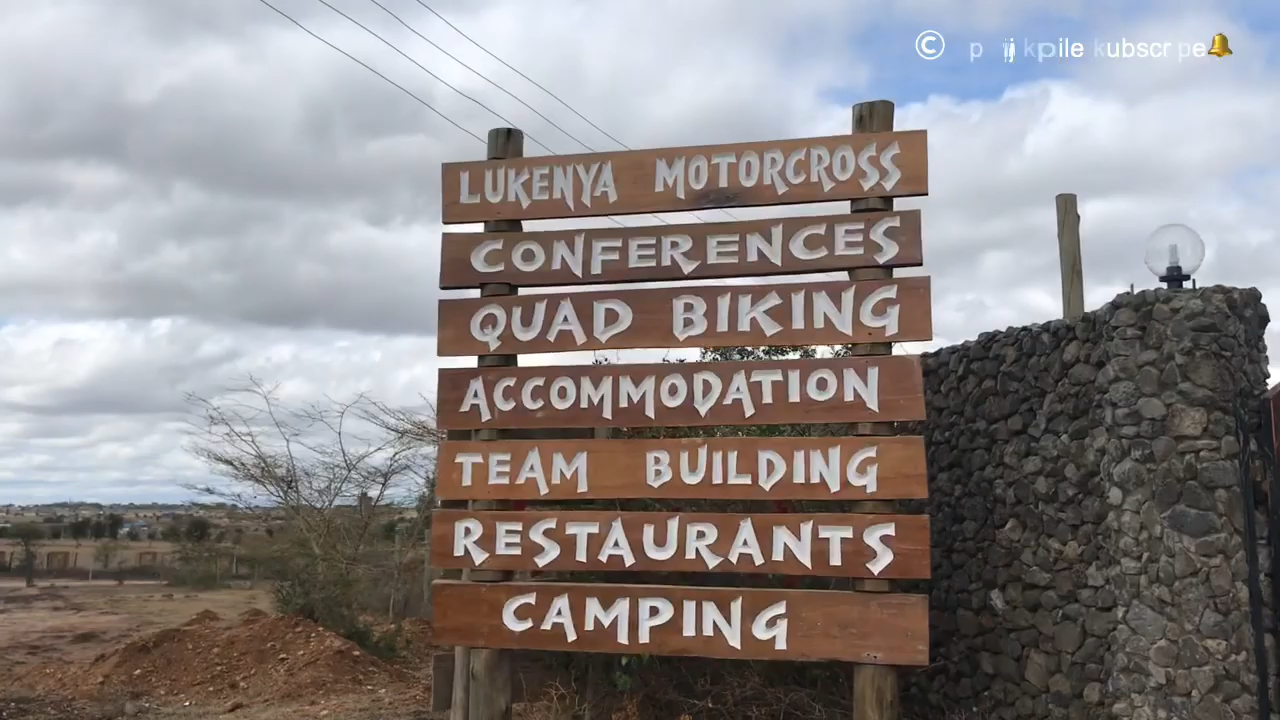 ©
LUKENYA MOTORCROSS
CONFERENCES
QUAD BIKING
ACCOMMODATION
TEAM BUILDING
RESTAURANTS
CAMPING